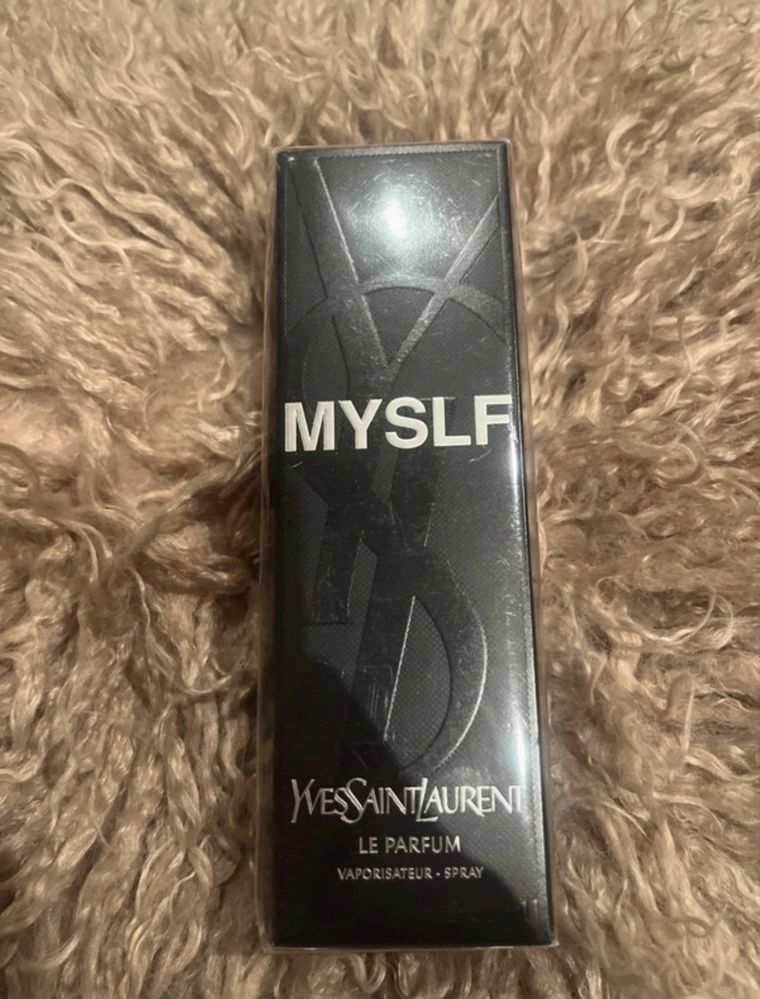 MYSLF
YVESSAINTLAURENT
LE PARFUM
VAPORISATEUR - SPRAY